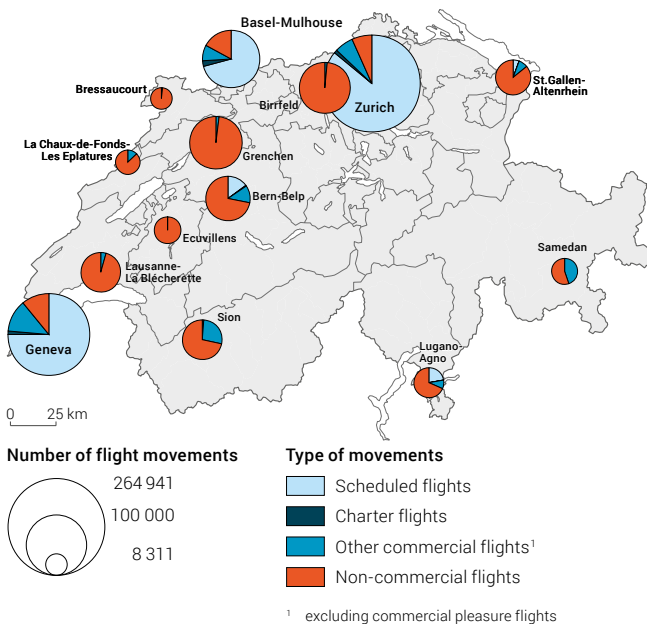 Basel-Mulhouse
Bressaucourt
Birrfeld
Zurich
St.Gallen-
Altenrhein
La Chaux-de-Fonds-
Les Eplatures
Grenchen
Bern-Belp
Ecuvillens
Samedan
Lausanne-
La Blécherette
Geneva
Sion
Lugano-
Agno
0 25 km
Number of flight movements
264 941
100 000
8 311
Type of movements
Scheduled flights
Charter flights
Other commercial flights¹
Non-commercial flights
¹ excluding commercial pleasure flights